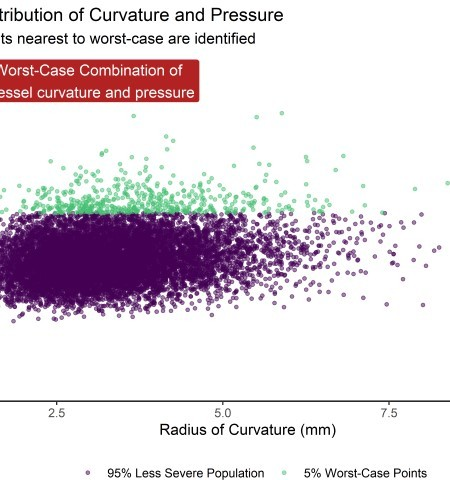 tribution of Curvature and Pressure
ts nearest to worst-case are identified
Worst-Case Combination of
essel curvature and pressure
2.5 5.0 7.5
Radius of Curvature (mm)
95% Less Severe Population 5% Worst-Case Points